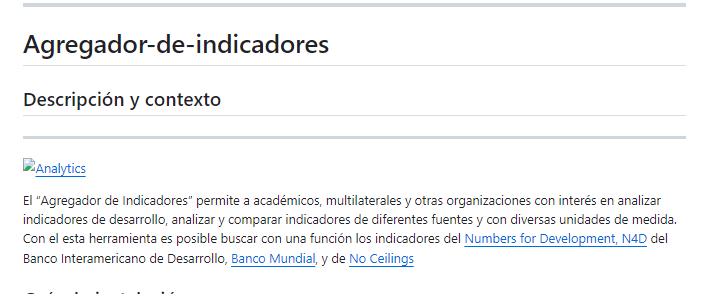 Agregador-de-indicadores
Descripción y contexto
Analytics
El “Agregador de Indicadores” permite a académicos, multilaterales y otras organizaciones con interés en analizar
indicadores de desarrollo, analizar y comparar indicadores de diferentes fuentes y con diversas unidades de medida.
Con el esta herramienta es posible buscar con una función los indicadores del Numbers for Development, N4D del
Banco Interamericano de Desarrollo, Banco Mundial, y de No Ceilings